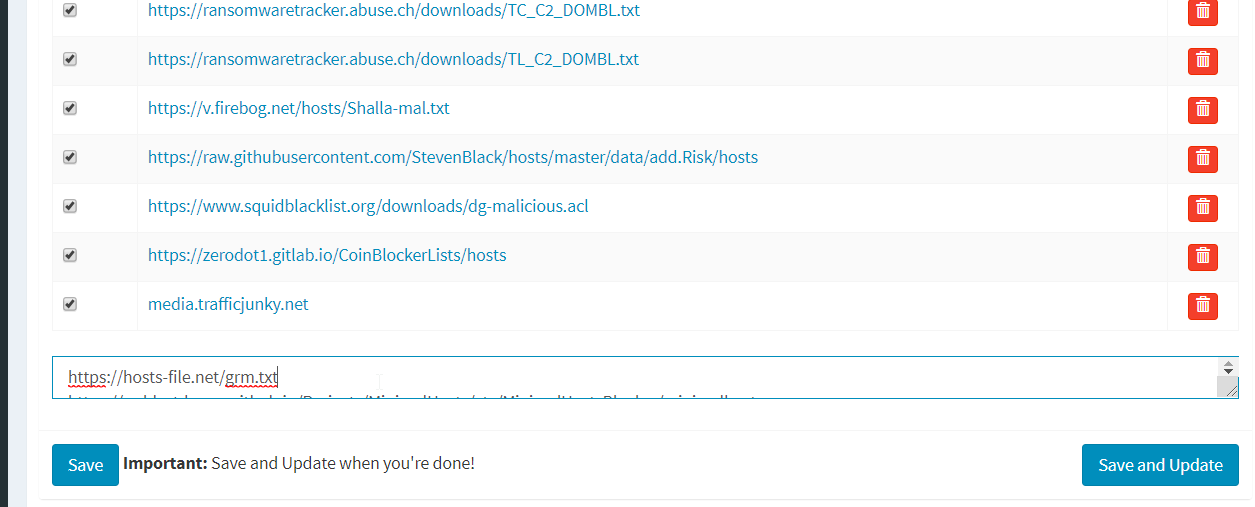 https://ransomwaretracker.abuse.ch/downloads/TC_C2_DOMBL.txt
https://ransomwaretracker.abuse.ch/downloads/TL_C2_DOMBL.txt
https://v.firebog.net/hosts/Shalla-mal.txt
https://raw.githubusercontent.com/StevenBlack/hosts/master/data/add.Risk/hosts
https://www.squidblacklist.org/downloads/dg-malicious.acl
https://zerodot1.gitlab.io/CoinBlockerLists/hosts
media.trafficjunky.net
https://hosts-file.net/grm.txt
Save Important: Save and Update when you're done! Save and Update